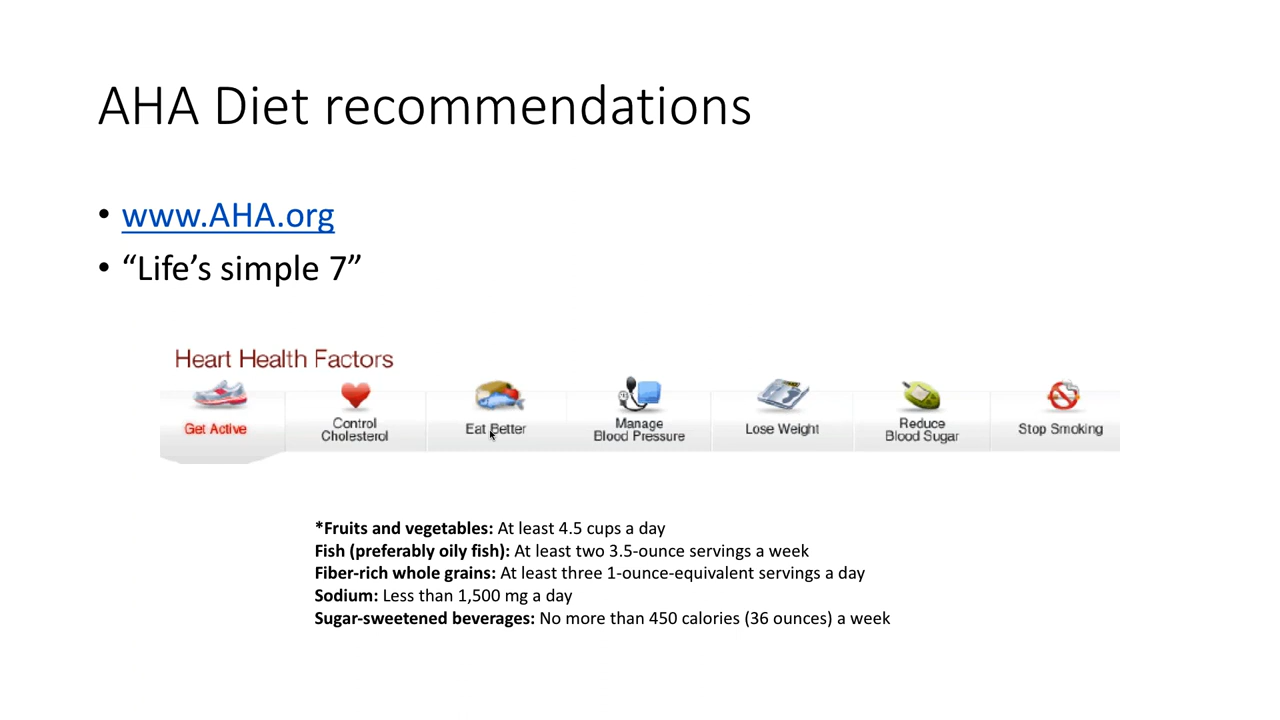 AHA Diet recommendations
• www.AHA.org
• “Life’s simple 7”
Heart Health Factors
Get Active
Control
Cholesterol
Eat Better
Manage
Blood Pressure
Lose Weight
Reduce
Blood Sugar
Stop Smoking
*Fruits and vegetables: At least 4.5 cups a day
Fish (preferably oily fish): At least two 3.5-ounce servings a week
Fiber-rich whole grains: At least three 1-ounce-equivalent servings a day
Sodium: Less than 1,500 mg a day
Sugar-sweetened beverages: No more than 450 calories (36 ounces) a week